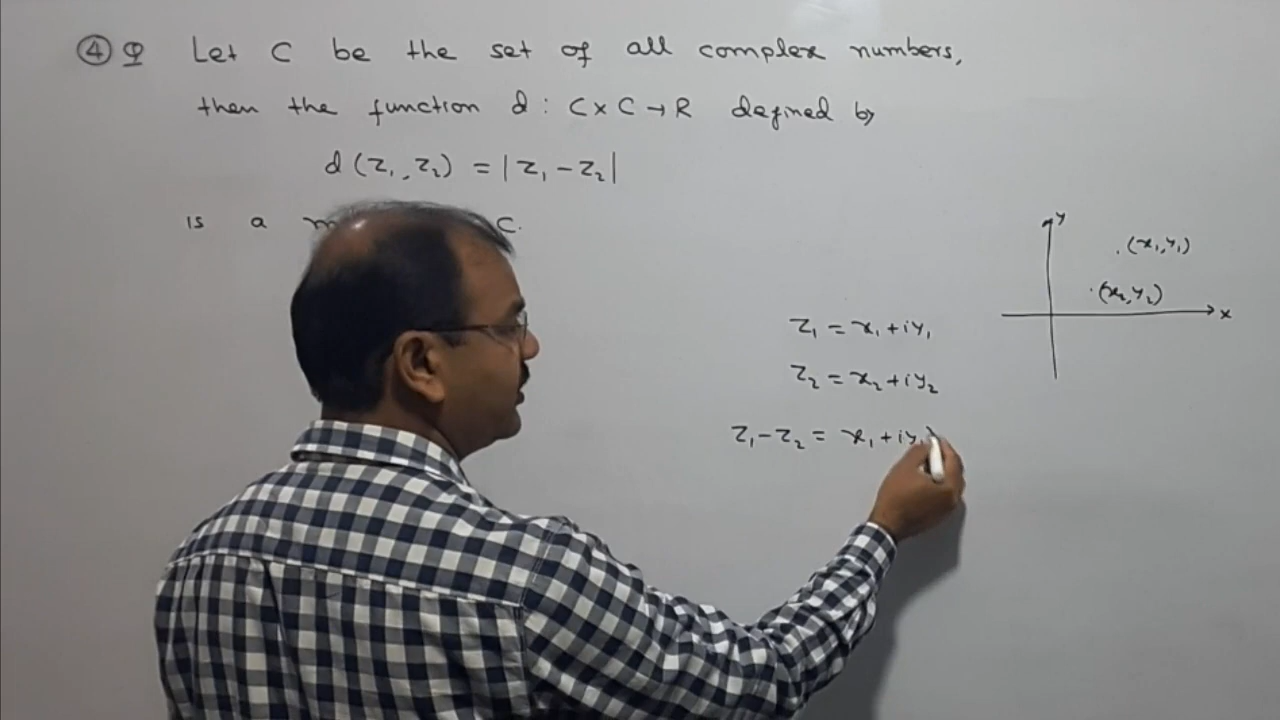 ④ Q Let C be the set of all complex numbers,
then the function d : C × C → R defined by
d(z₁, z₂) = |z₁ - z₂|
is a C.
y
(x₁, y₁)
(x₂, y₂)
x
z₁ = x₁ + iy₁
z₂ = x₂ + iy₂
z₁ - z₂ = x₁ + iy₁